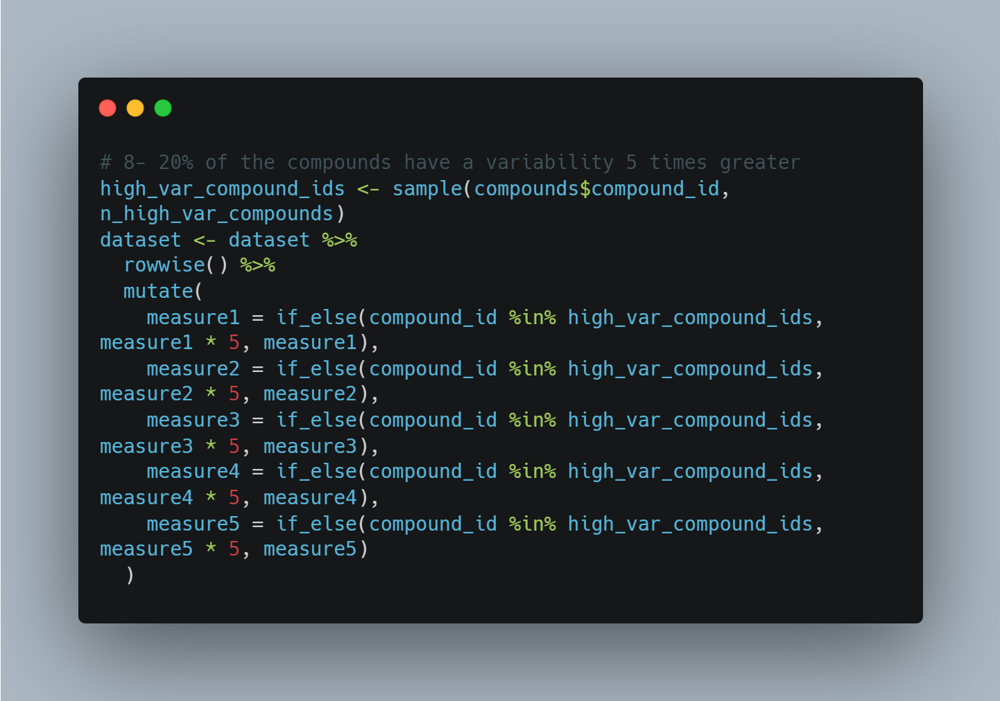 # 8- 20% of the compounds have a variability 5 times greater
high_var_compound_ids <- sample(compounds$compound_id,
n_high_var_compounds)
dataset <- dataset %>%
  rowwise() %>%
  mutate(
    measure1 = if_else(compound_id %in% high_var_compound_ids,
measure1 * 5, measure1),
    measure2 = if_else(compound_id %in% high_var_compound_ids,
measure2 * 5, measure2),
    measure3 = if_else(compound_id %in% high_var_compound_ids,
measure3 * 5, measure3),
    measure4 = if_else(compound_id %in% high_var_compound_ids,
measure4 * 5, measure4),
    measure5 = if_else(compound_id %in% high_var_compound_ids,
measure5 * 5, measure5)
  )